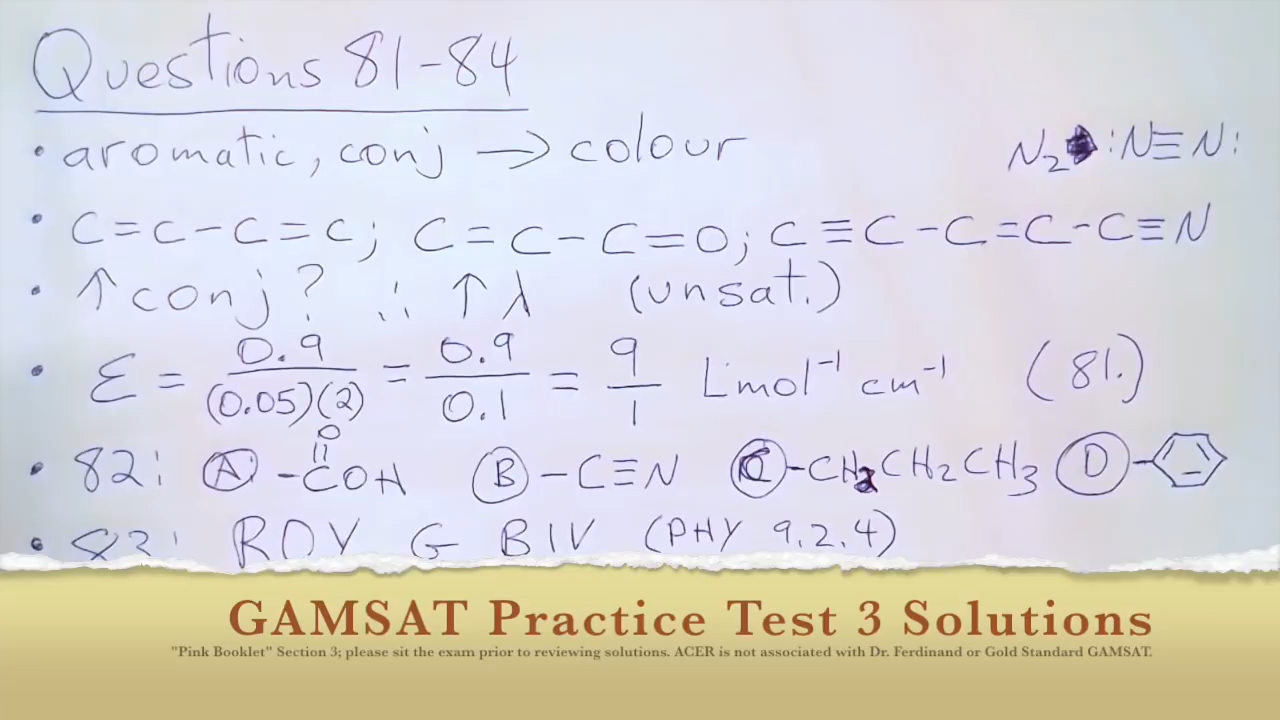 Questions 81-84
• aromatic, conj → colour N₂ :N≡N:
• C=C-C=C; C=C-C=O; C≡C-C=C-C≡N
• ↑ conj? ∴ ↑ λ (unsat.)
• ε = 0.9/(0.05)(2) = 0.9/0.1 = 9/1 Lmol⁻¹ cm⁻¹ (81.)
O
• 82: A -COH B -C≡N C -CH₂CH₂CH₃ D -
• 83: ROY G BIV (PHY 9.2.4)
GAMSAT Practice Test 3 Solutions
"Pink Booklet" Section 3; please sit the exam prior to reviewing solutions. ACER is not associated with Dr. Ferdinand or Gold Standard GAMSAT.